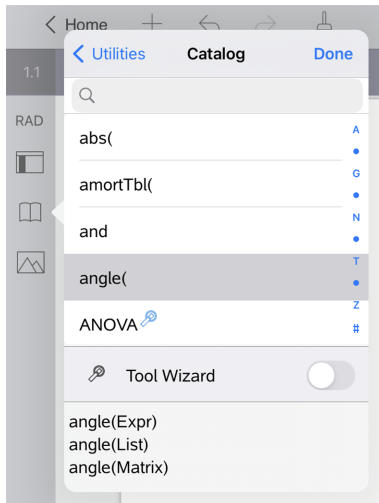 Home
1.1
Utilities Catalog Done
RAD
abs(
amortTbl(
and
angle(
ANOVA
A
G
N
T
Z
#
Tool Wizard
angle(Expr)
angle(List)
angle(Matrix)